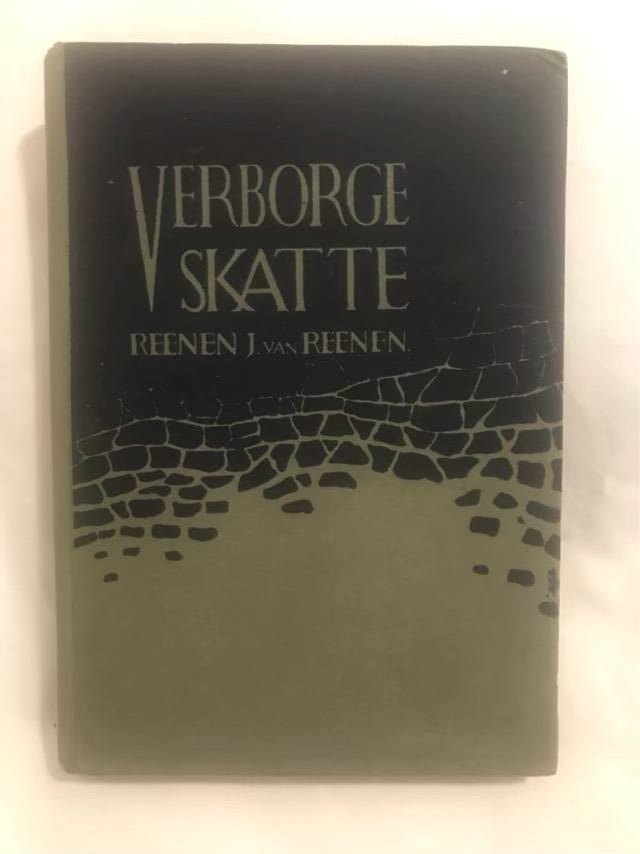 VERBORGE
SKATTE
REENEN J. VAN REENEN.